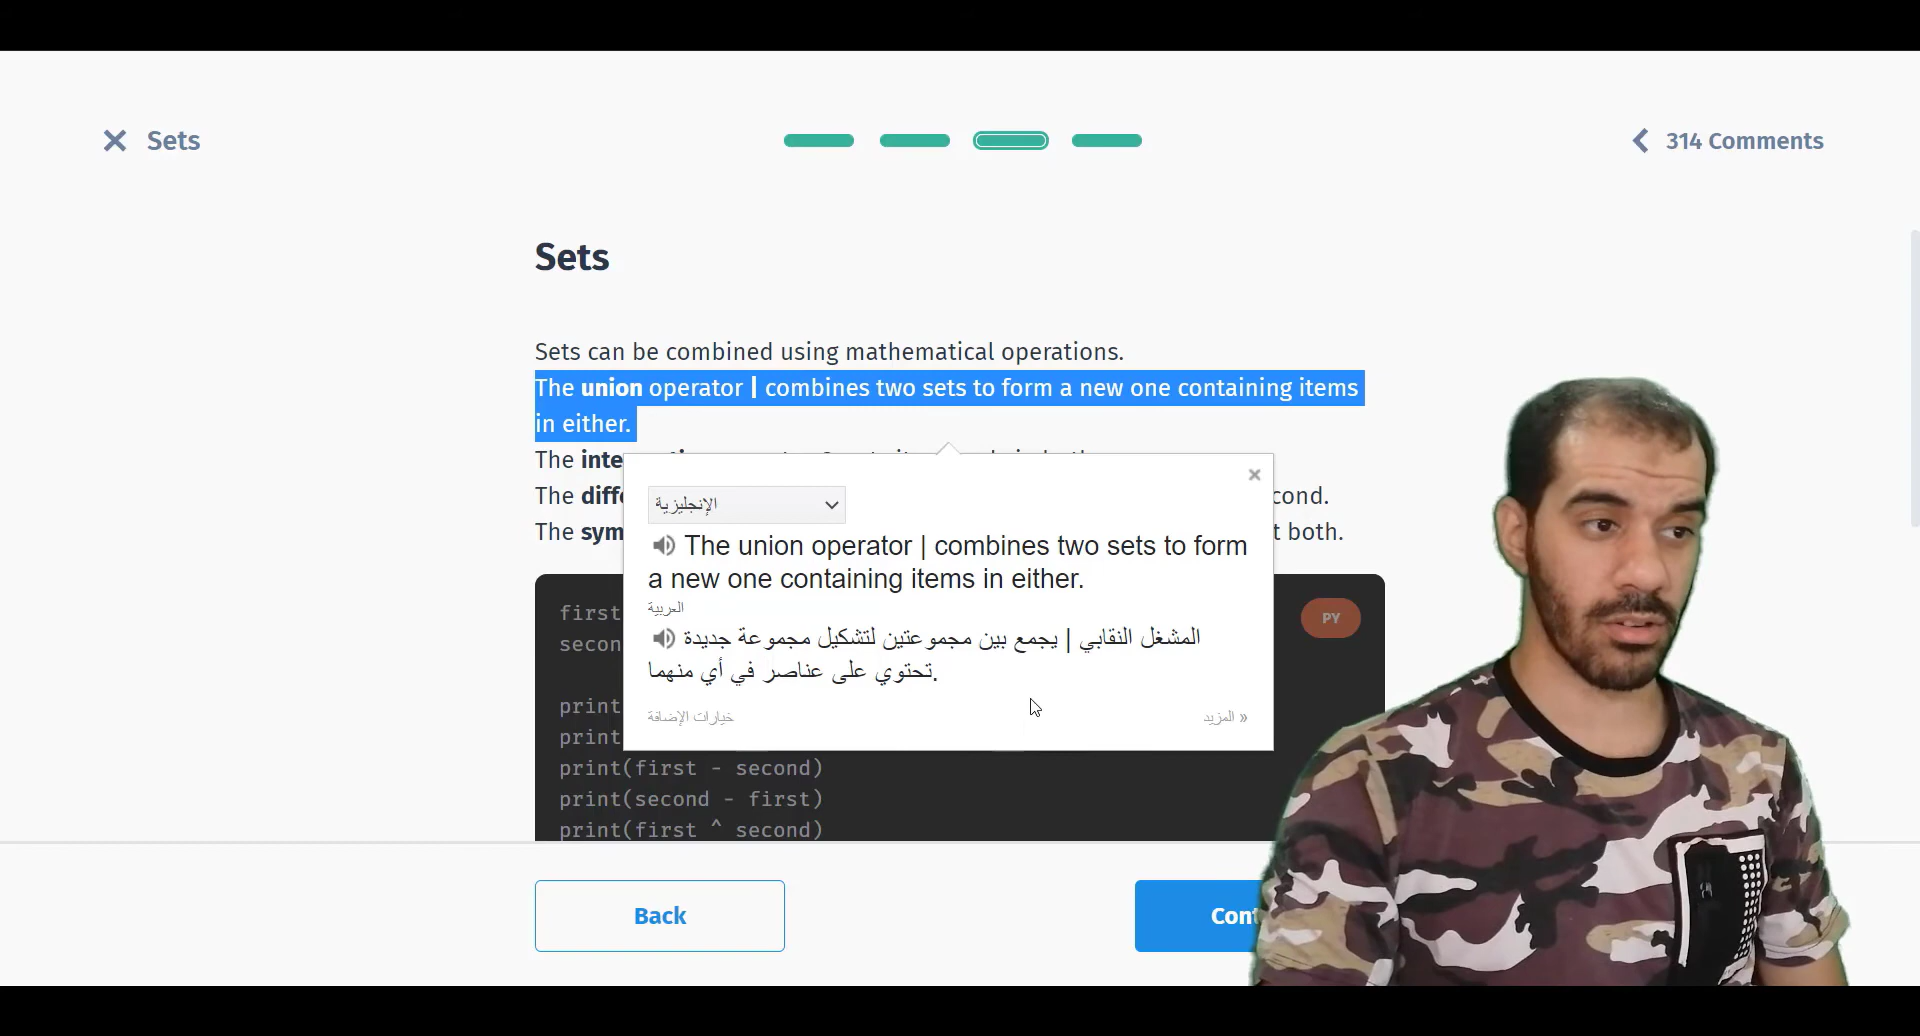 Sets
314 Comments
Sets
Sets can be combined using mathematical operations.
The union operator | combines two sets to form a new one containing items
in either.
The
The cond.
The t both.
الإنجليزية
The union operator | combines two sets to form
a new one containing items in either.
العربية
المشغل النقابي | يجمع بين مجموعتين لتشكيل مجموعة جديدة
تحتوي على عناصر في أي منهما.
خيارات الإضافة
المزيد »
first
PY
secon
print
print
print(first - second)
print(second - first)
print(first ^ second)
Back
Cont